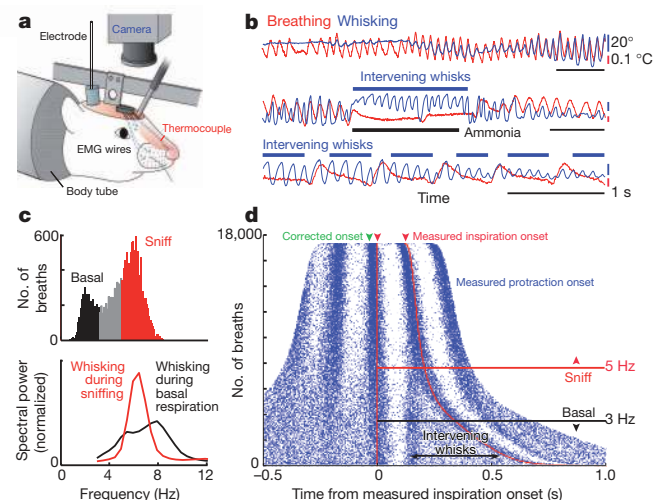 a
Electrode
Camera
Thermocouple
EMG wires
Body tube
b
Breathing Whisking
20°
0.1 °C
Intervening whisks
Ammonia
Intervening whisks
Time
1 s
c
600
Sniff
Basal
No. of
breaths
0
Whisking
during
sniffing
Whisking
during
basal
respiration
Spectral power
(normalized)
0
4
8
12
Frequency (Hz)
d
18,000
Corrected onset
Measured inspiration onset
Measured protraction onset
No. of breaths
5 Hz
Sniff
Basal
3 Hz
Intervening
whisks
0
–0.5
0
0.5
1.0
Time from measured inspiration onset (s)